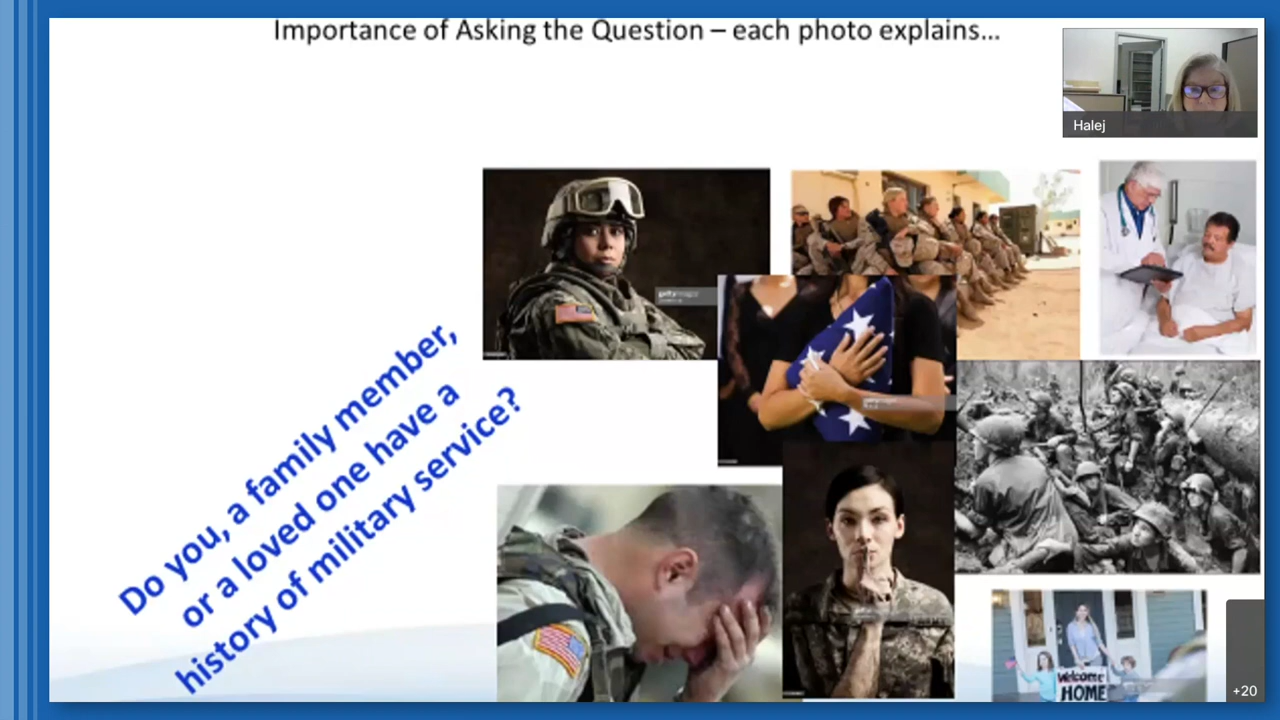 Importance of Asking the Question – each photo explains...
Halej
gettyimages
Do you, a family member,
or a loved one have a
history of military service?
Welcome
HOME
+20